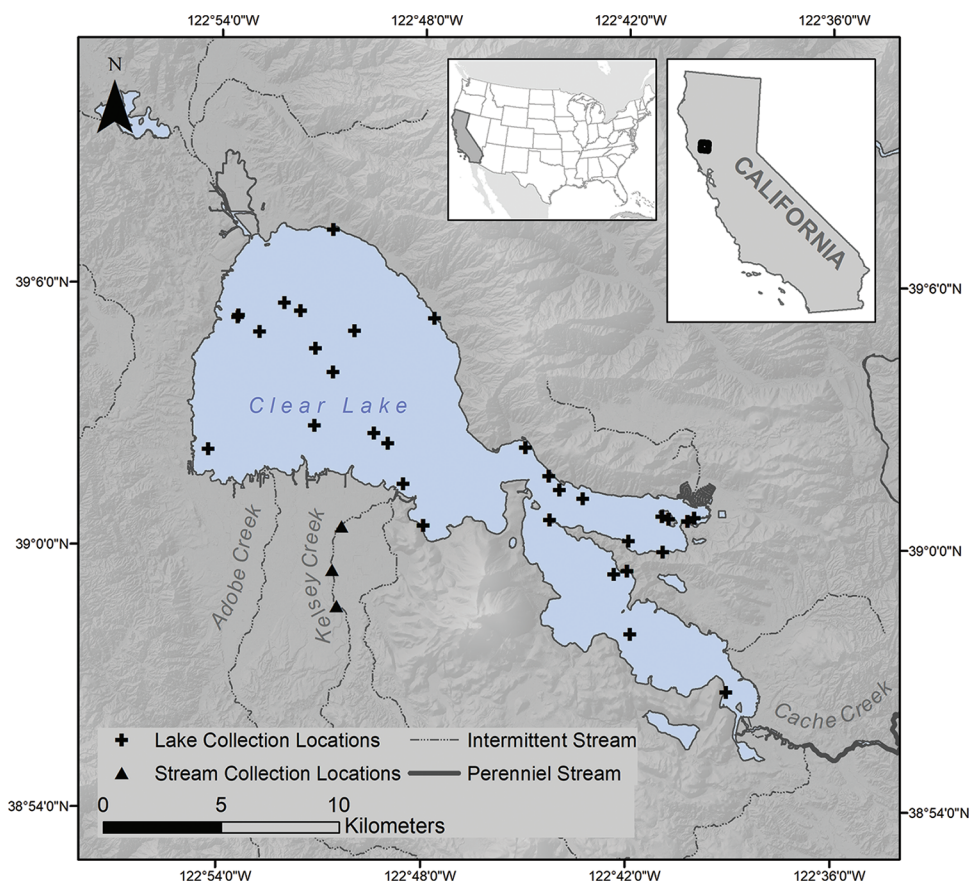 122°54'0"W 122°48'0"W 122°42'0"W 122°36'0"W
N
CALIFORNIA
39°6'0"N 39°6'0"N
Clear Lake
39°0'0"N 39°0'0"N
Adobe Creek
Kelsey Creek
Cache Creek
Lake Collection Locations Intermittent Stream
Stream Collection Locations Perenniel Stream
0 5 10
Kilometers
38°54'0"N 38°54'0"N
122°54'0"W 122°48'0"W 122°42'0"W 122°36'0"W